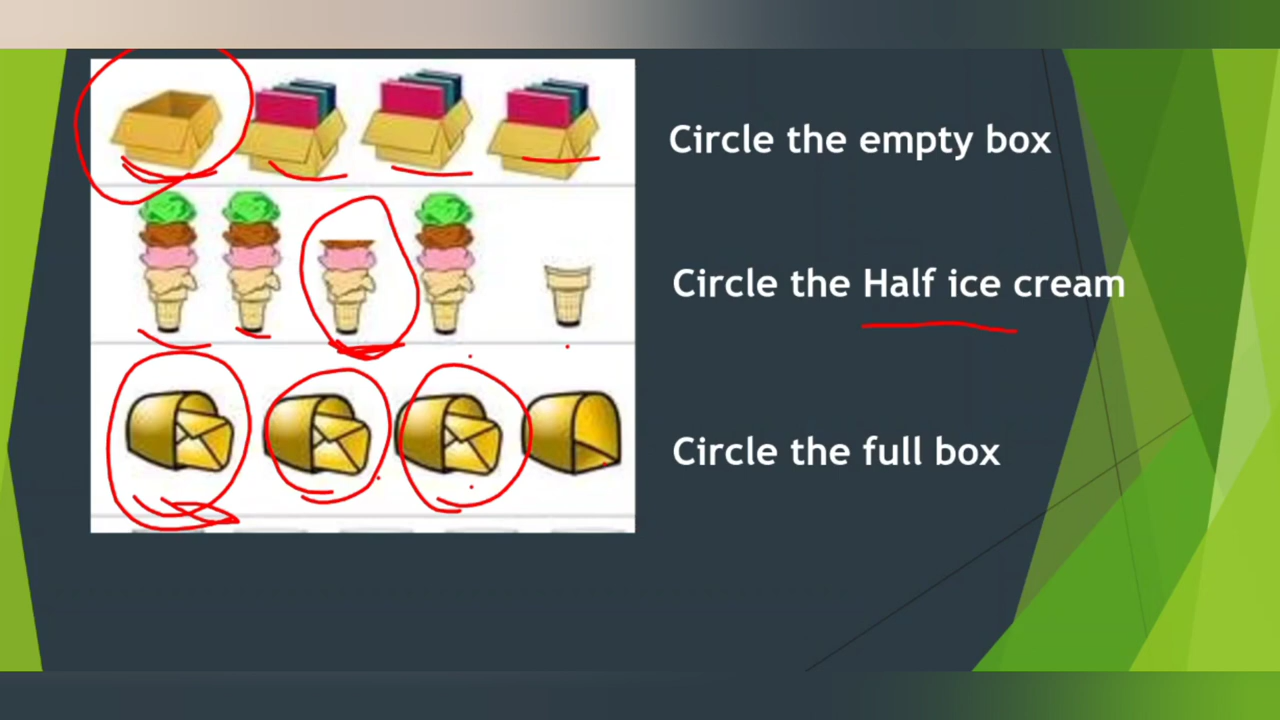 Circle the empty box
Circle the Half ice cream
Circle the full box